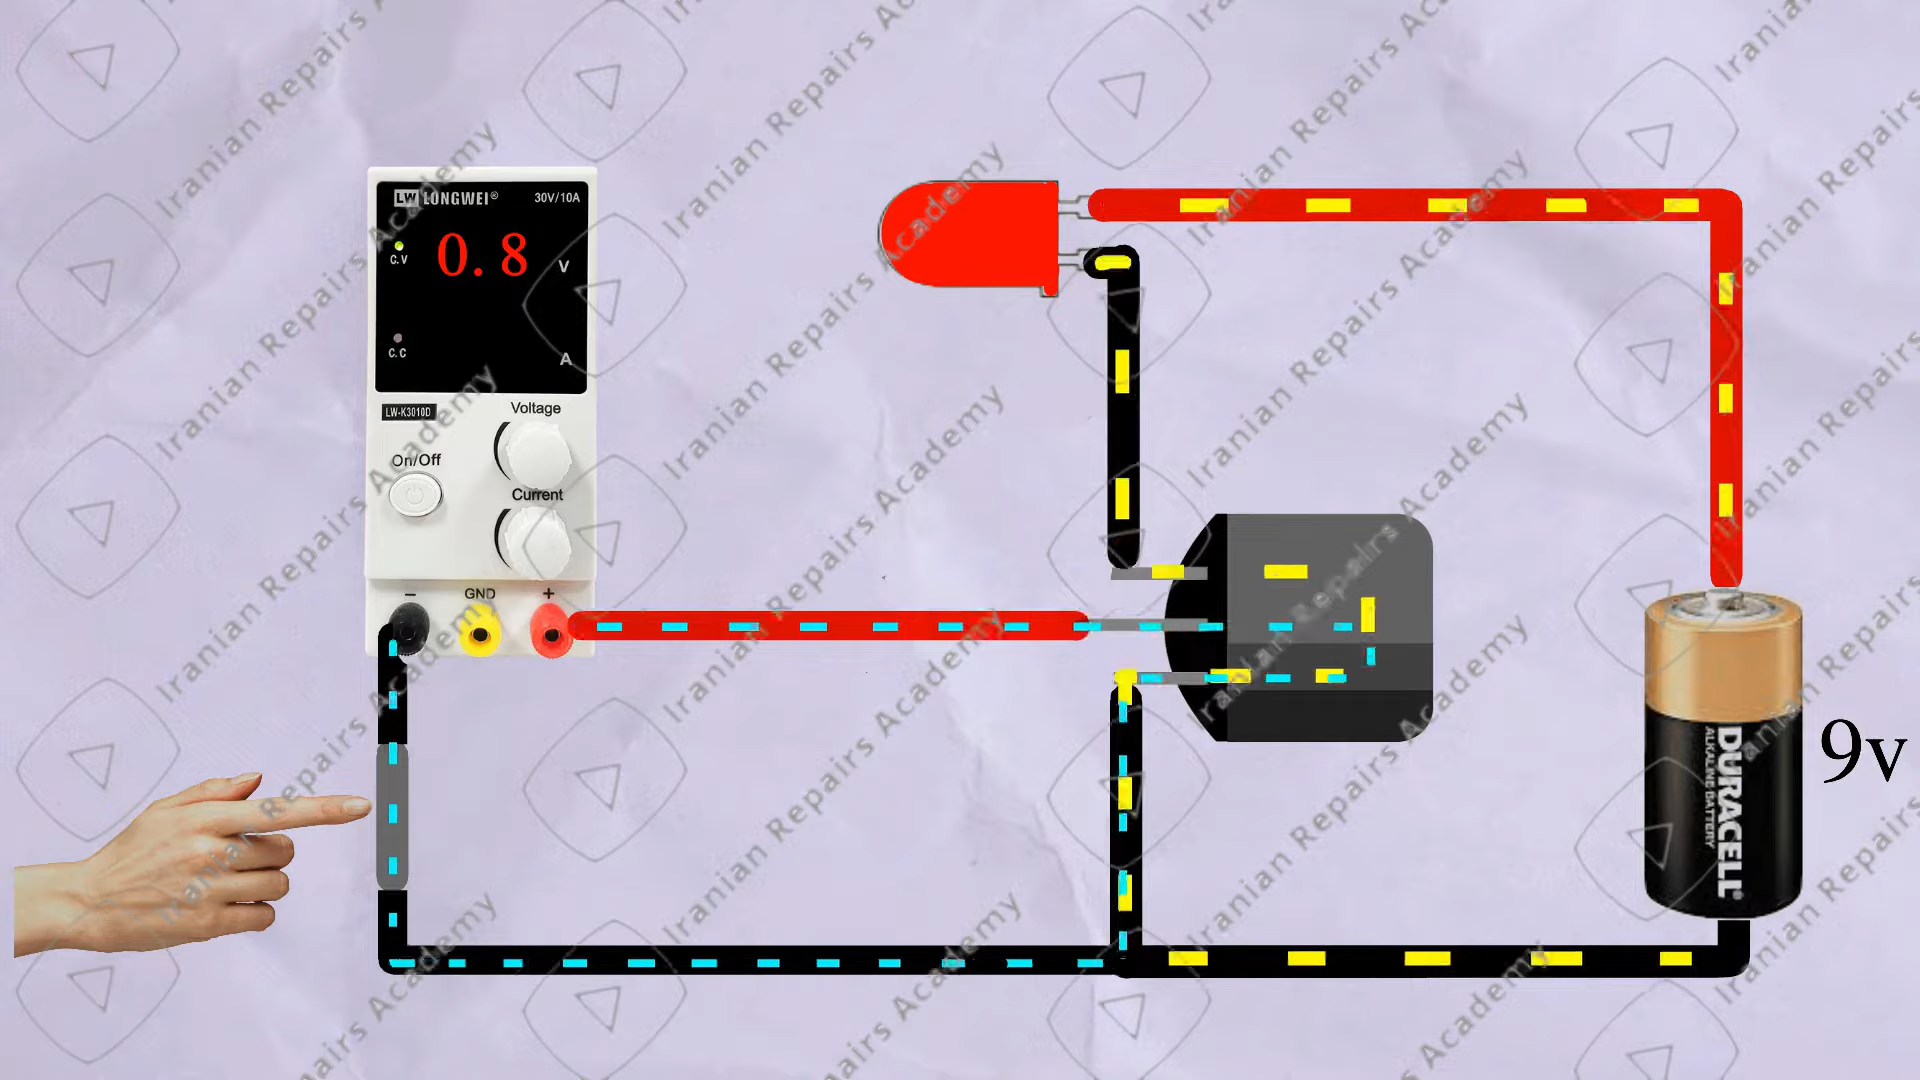 LW LONGWEI® 30V/10A
C.V 0.8 V
C.C A
LW-K3010D
Voltage
On/Off
Current
− GND +
9v
DURACELL
ALKALINE BATTERY
Iranian Repairs Academy